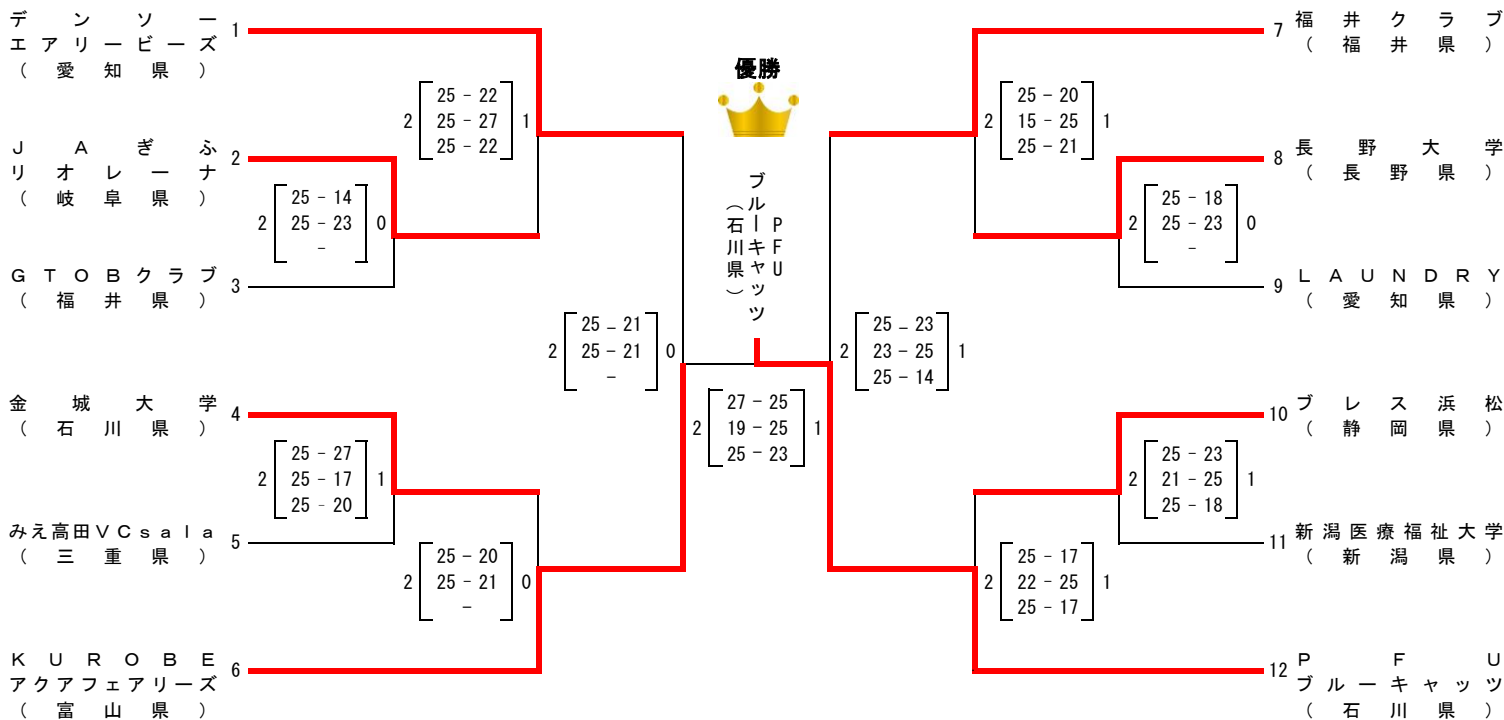 デンソー
エアリービーズ
(愛知県)
1
2
25 - 22
25 - 27
25 - 22
1
JAぎふ
リオレーナ
(岐阜県)
2
2
25 - 14
25 - 23
-
0
GTOBクラブ
(福井県)
3
2
25 - 21
25 - 21
-
0
金城大学
(石川県)
4
2
25 - 27
25 - 17
25 - 20
1
みえ高田VCsala
(三重県)
5
2
25 - 20
25 - 21
-
0
KUROBE
アクアフェアリーズ
(富山県)
6
優勝
PFU
ブルーキャッツ
(石川県)
2
27 - 25
19 - 25
25 - 23
1
7
福井クラブ
(福井県)
2
25 - 20
15 - 25
25 - 21
1
8
長野大学
(長野県)
2
25 - 18
25 - 23
-
0
9
LAUNDRY
(愛知県)
2
25 - 23
23 - 25
25 - 14
1
10
ブレス浜松
(静岡県)
2
25 - 23
21 - 25
25 - 18
1
11
新潟医療福祉大学
(新潟県)
2
25 - 17
22 - 25
25 - 17
1
12
PFU
ブルーキャッツ
(石川県)